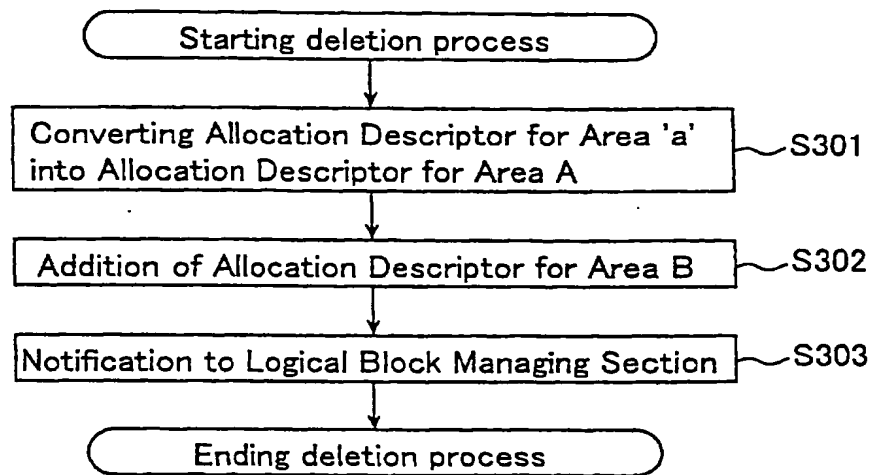 Starting deletion process
Converting Allocation Descriptor for Area 'a'
into Allocation Descriptor for Area A
S301
Addition of Allocation Descriptor for Area B
S302
Notification to Logical Block Managing Section
S303
Ending deletion process